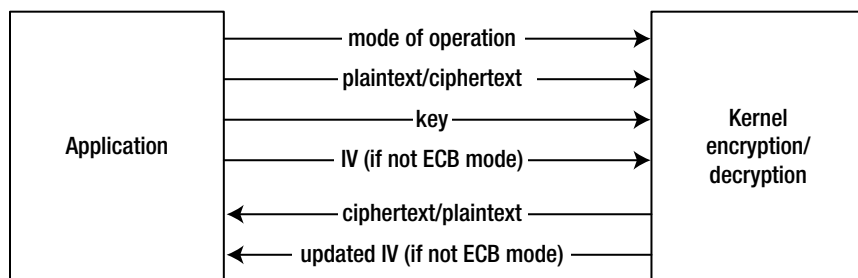 Application
mode of operation
plaintext/ciphertext
key
IV (if not ECB mode)
ciphertext/plaintext
updated IV (if not ECB mode)
Kernel
encryption/
decryption